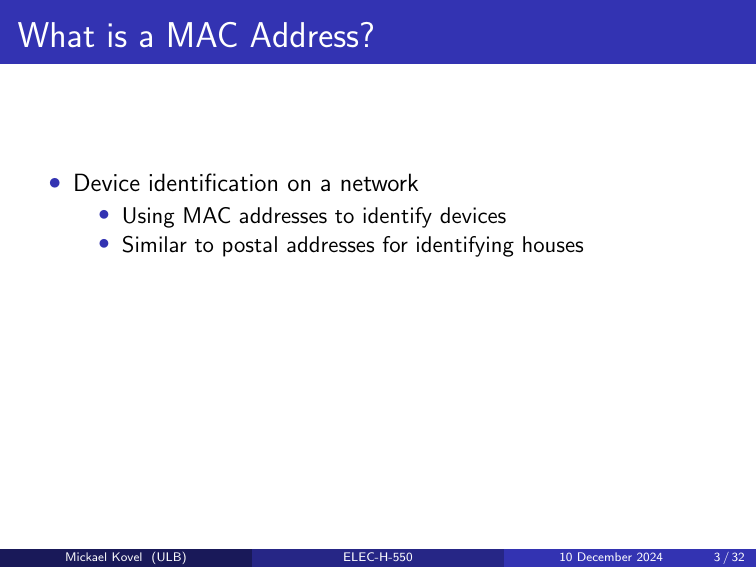 What is a MAC Address?
Device identification on a network
Using MAC addresses to identify devices
Similar to postal addresses for identifying houses
Mickael Kovel (ULB) ELEC-H-550 10 December 2024 3 / 32